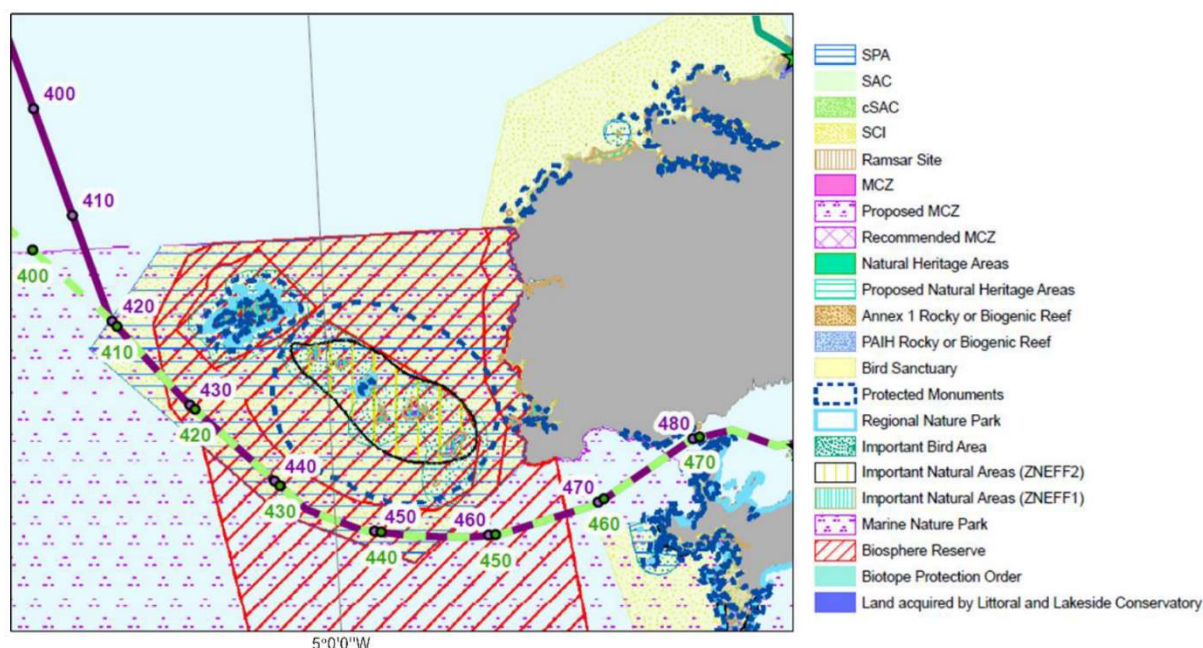 400
410
400
420
410
430
420
440
430
450
440
460
450
470
460
480
470
5°0'0"W
SPA
SAC
cSAC
SCI
Ramsar Site
MCZ
Proposed MCZ
Recommended MCZ
Natural Heritage Areas
Proposed Natural Heritage Areas
Annex 1 Rocky or Biogenic Reef
PAIH Rocky or Biogenic Reef
Bird Sanctuary
Protected Monuments
Regional Nature Park
Important Bird Area
Important Natural Areas (ZNEFF2)
Important Natural Areas (ZNEFF1)
Marine Nature Park
Biosphere Reserve
Biotope Protection Order
Land acquired by Littoral and Lakeside Conservatory